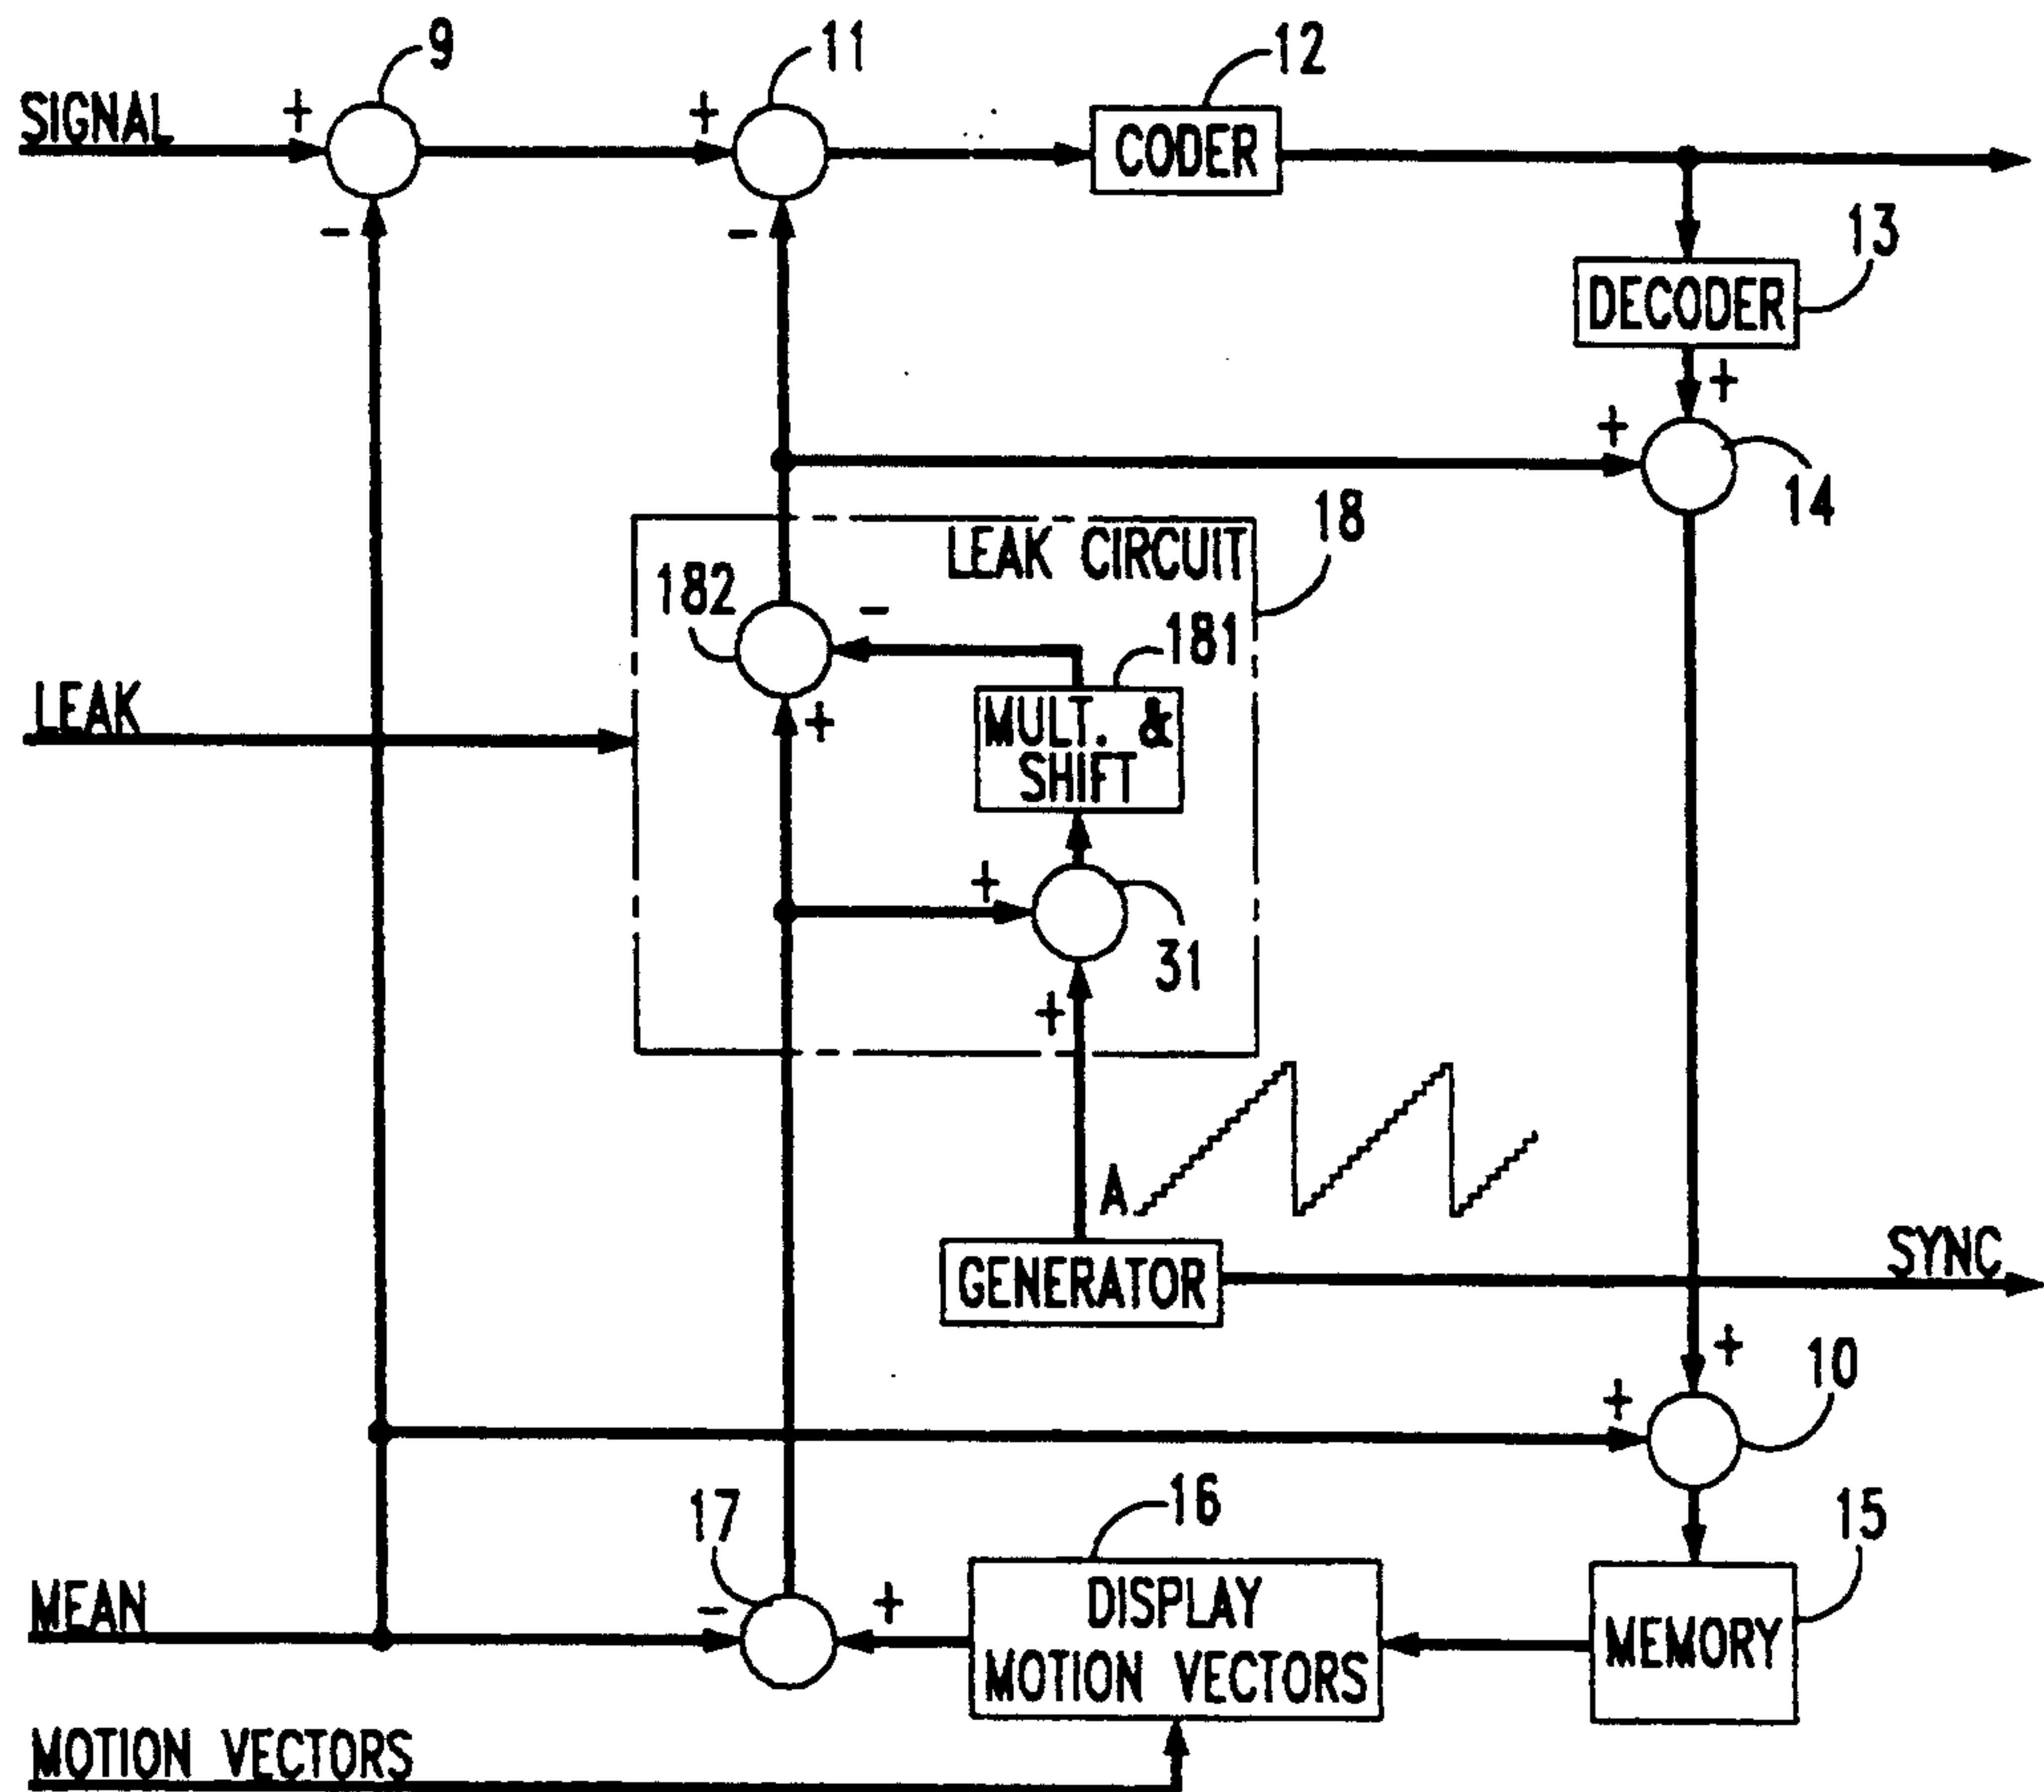 9
11
12
SIGNAL
+
+
CODER
-
-
13
DECODER
+
+
14
LEAK CIRCUIT
18
182
-
181
LEAK
+
MULT. &
SHIFT
+
31
+
A
GENERATOR
SYNC
+
10
+
17
16
15
MEAN
-
+
DISPLAY
MOTION VECTORS
MEMORY
MOTION VECTORS